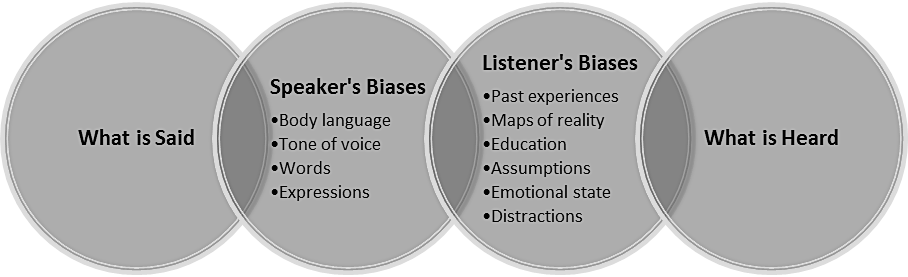 What is Said
Speaker's Biases
•Body language
•Tone of voice
•Words
•Expressions
Listener's Biases
•Past experiences
•Maps of reality
•Education
•Assumptions
•Emotional state
•Distractions
What is Heard